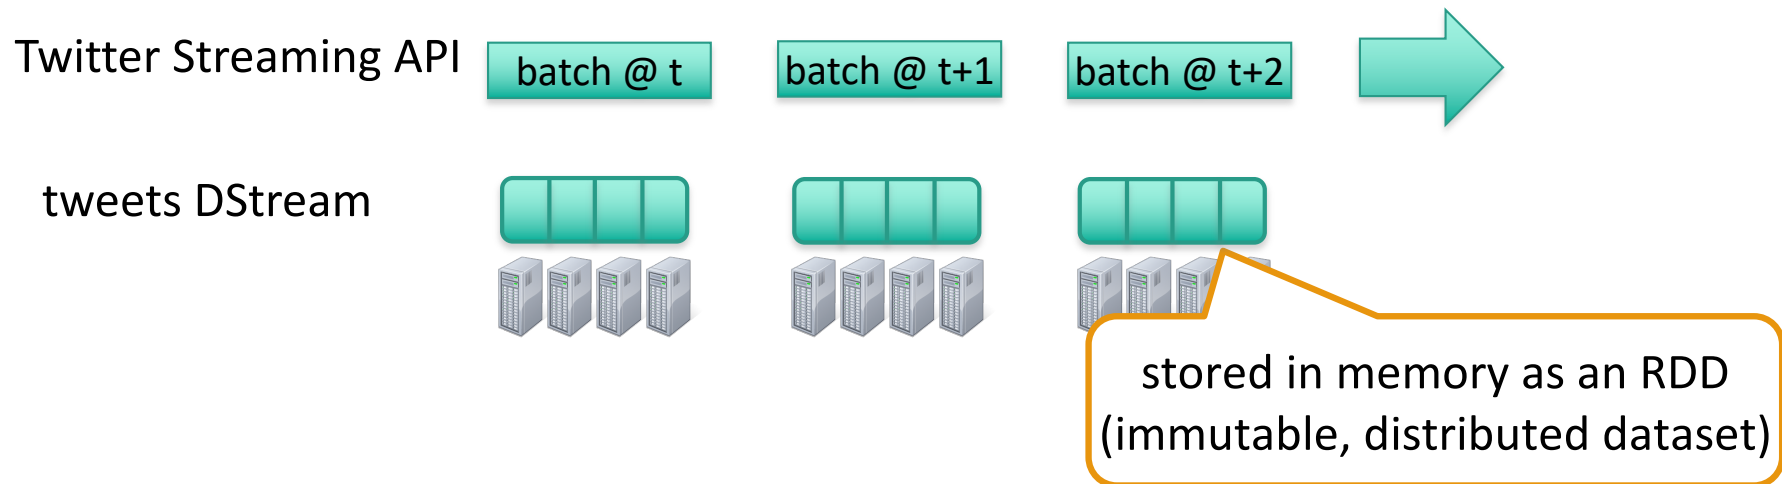 Twitter Streaming API
batch @ t
batch @ t+1
batch @ t+2
tweets DStream
stored in memory as an RDD
(immutable, distributed dataset)